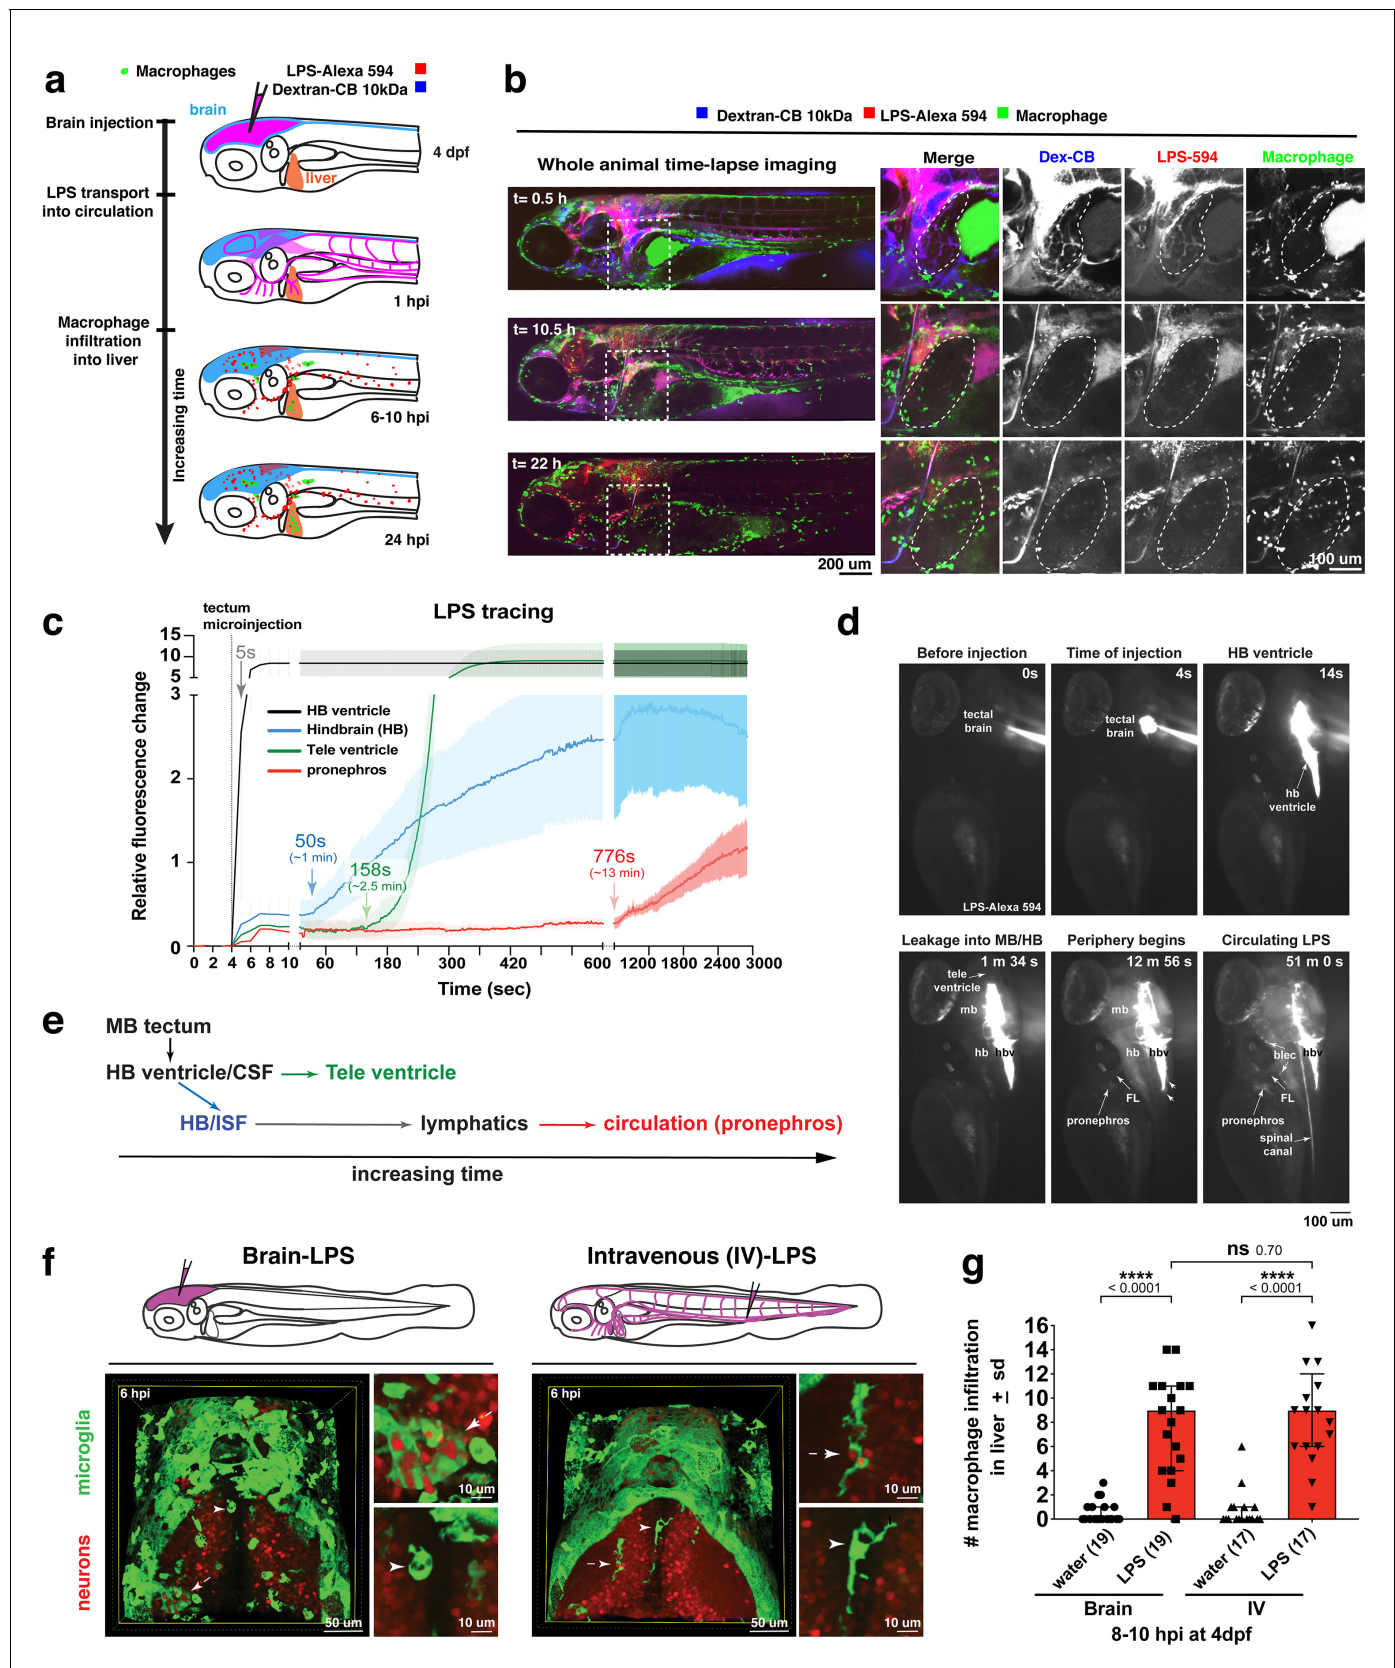 a
Macrophages
LPS-Alexa 594
Dextran-CB 10kDa
brain
Brain injection
4 dpf
liver
LPS transport
into circulation
1 hpi
Macrophage
infiltration
into liver
6-10 hpi
Increasing time
24 hpi
b
Dextran-CB 10kDa
LPS-Alexa 594
Macrophage
Whole animal time-lapse imaging
Merge
Dex-CB
LPS-594
Macrophage
t= 0.5 h
t= 10.5 h
t= 22 h
200 um
100 um
c
LPS tracing
tectum
microinjection
5s
15
10
5
3
2
1
0
Relative fluorescence change
HB ventricle
Hindbrain (HB)
Tele ventricle
pronephros
50s
(~1 min)
158s
(~2.5 min)
776s
(~13 min)
0 2 4 6 8 10 60 180 300 420 600 1200 1800 2400 3000
Time (sec)
d
Before injection
0s
tectal
brain
LPS-Alexa 594
Time of injection
4s
tectal
brain
HB ventricle
14s
hb
ventricle
Leakage into MB/HB
1 m 34 s
tele
ventricle
mb
hb
hbv
Periphery begins
12 m 56 s
mb
hb
hbv
FL
pronephros
Circulating LPS
51 m 0 s
hbv
blec
FL
pronephros
spinal
canal
100 um
e
MB tectum
HB ventricle/CSF
Tele ventricle
HB/ISF
lymphatics
circulation (pronephros)
increasing time
f
Brain-LPS
Intravenous (IV)-LPS
microglia
neurons
6 hpi
50 um
10 um
10 um
6 hpi
50 um
10 um
10 um
g
ns 0.70
****
< 0.0001
****
< 0.0001
# macrophage infiltration
in liver ± sd
16
14
12
10
8
6
4
2
0
water (19)
LPS (19)
water (17)
LPS (17)
Brain
IV
8-10 hpi at 4dpf